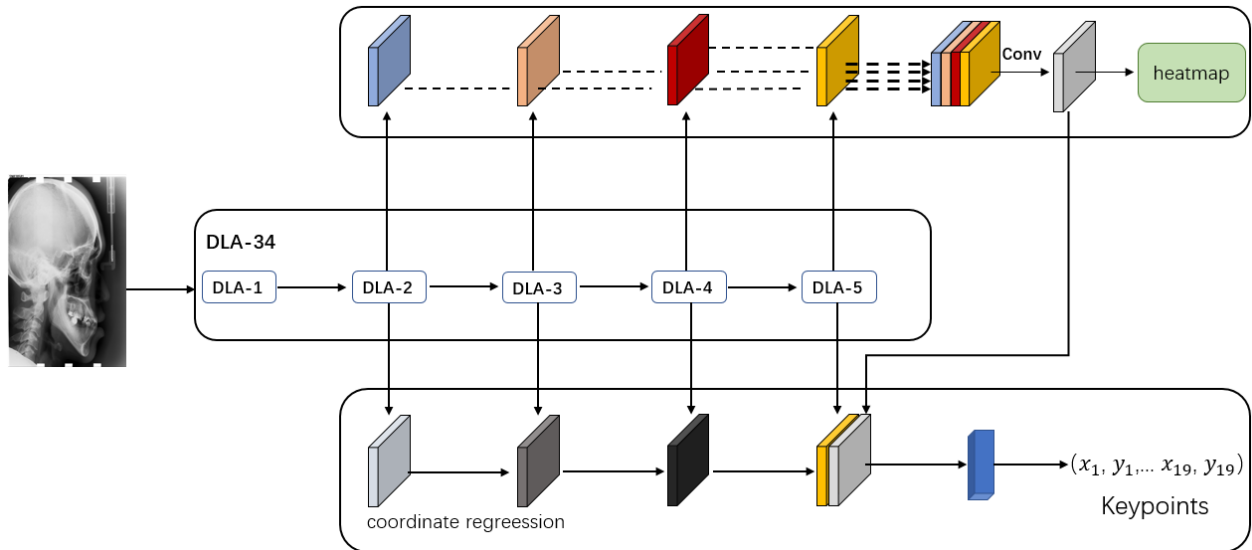 Conv
heatmap
DLA-34
DLA-1
DLA-2
DLA-3
DLA-4
DLA-5
(x₁, y₁,... x₁₉, y₁₉)
Keypoints
coordinate regreession